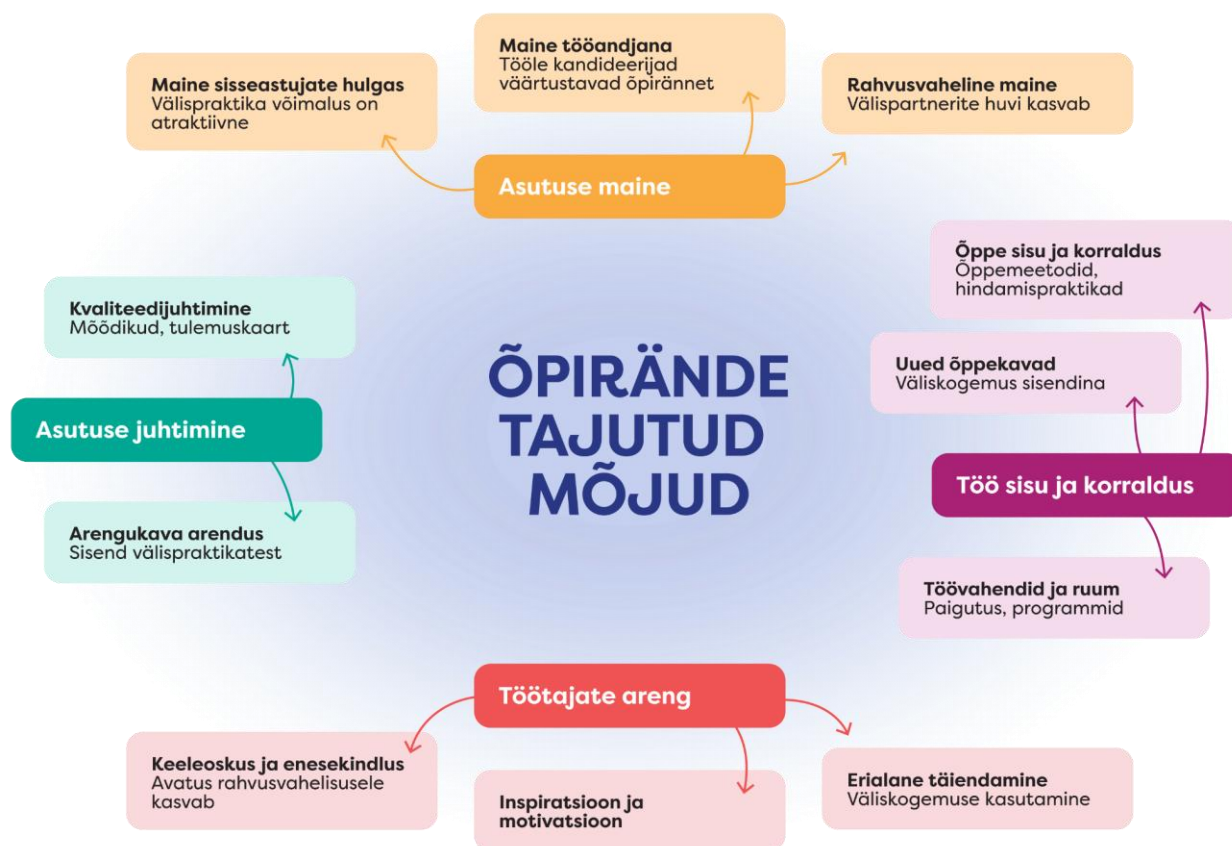 Maine sisseastujate hulgas
Välispraktika võimalus on
atraktiivne
Maine tööandjana
Tööle kandideerijad
väärtustavad õpirännet
Rahvusvaheline maine
Välispartnerite huvi kasvab
Asutuse maine
Kvaliteedijuhtimine
Mõõdikud, tulemuskaart
Asutuse juhtimine
Arengukava arendus
Sisend välispraktikatest
ÕPIRÄNDE
TAJUTUD
MÕJUD
Õppe sisu ja korraldus
Õppemeetodid,
hindamispraktikad
Uued õppekavad
Väliskogemus sisendina
Töö sisu ja korraldus
Töövahendid ja ruum
Paigutus, programmid
Töötajate areng
Keeleoskus ja enesekindlus
Avatus rahvusvahelisusele
kasvab
Inspiratsioon ja
motivatsioon
Erialane täiendamine
Väliskogemuse kasutamine